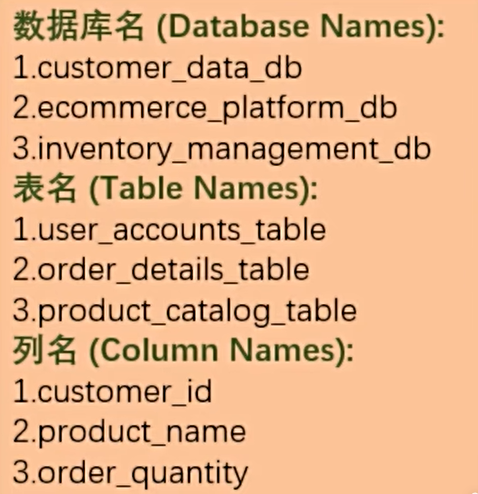 数据库名 (Database Names):
1.customer_data_db
2.ecommerce_platform_db
3.inventory_management_db
表名 (Table Names):
1.user_accounts_table
2.order_details_table
3.product_catalog_table
列名 (Column Names):
1.customer_id
2.product_name
3.order_quantity